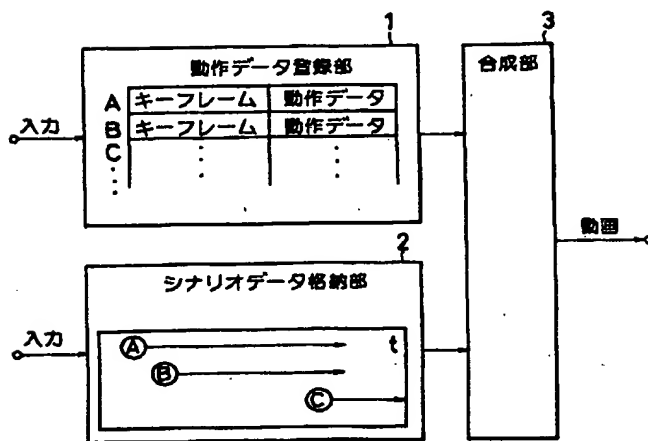 1
動作データ登録部
A キーフレーム 動作データ
B キーフレーム 動作データ
C
入力
3
合成部
動画
2
シナリオデータ格納部
入力
A t
B
C